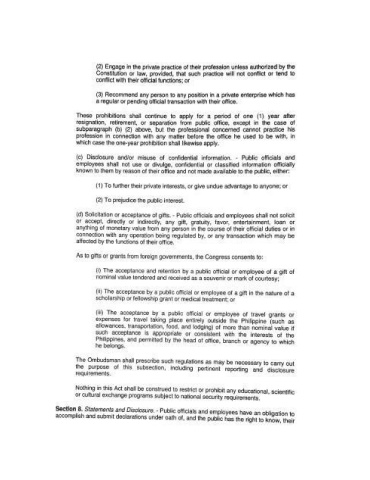 (2) Engage in the private practice of their profession unless authorized by the
Constitution or law, provided, that such practice will not conflict or tend to
conflict with their official functions; or
(3) Recommend any person to any position in a private enterprise which has
a regular or pending official transaction with their office.
These prohibitions shall continue to apply for a period of one (1) year after
resignation, retirement, or separation from public office, except in the case of
subparagraph (b) (2) above, but the professional concerned cannot practice his
profession in connection with any matter before the office he used to be with, in
which case the one-year prohibition shall likewise apply.
(c) Disclosure and/or misuse of confidential information. - Public officials and
employees shall not use or divulge, confidential or classified information officially
known to them by reason of their office and not made available to the public, either:
(1) To further their private interests, or give undue advantage to anyone; or
(2) To prejudice the public interest.
(d) Solicitation or acceptance of gifts. - Public officials and employees shall not solicit
or accept, directly or indirectly, any gift, gratuity, favor, entertainment, loan or
anything of monetary value from any person in the course of their official duties or in
connection with any operation being regulated by, or any transaction which may be
affected by the functions of their office.
As to gifts or grants from foreign governments, the Congress consents to:
(i) The acceptance and retention by a public official or employee of a gift of
nominal value tendered and received as a souvenir or mark of courtesy;
(ii) The acceptance by a public official or employee of a gift in the nature of a
scholarship or fellowship grant or medical treatment; or
(iii) The acceptance by a public official or employee of travel grants or
expenses for travel taking place entirely outside the Philippine (such as
allowances, transportation, food, and lodging) of more than nominal value if
such acceptance is appropriate or consistent with the interests of the
Philippines, and permitted by the head of office, branch or agency to which
he belongs.
The Ombudsman shall prescribe such regulations as may be necessary to carry out
the purpose of this subsection, including pertinent reporting and disclosure
requirements.
Nothing in this Act shall be construed to restrict or prohibit any educational, scientific
or cultural exchange programs subject to national security requirements.
Section 8. Statements and Disclosure. - Public officials and employees have an obligation to
accomplish and submit declarations under oath of, and the public has the right to know, their